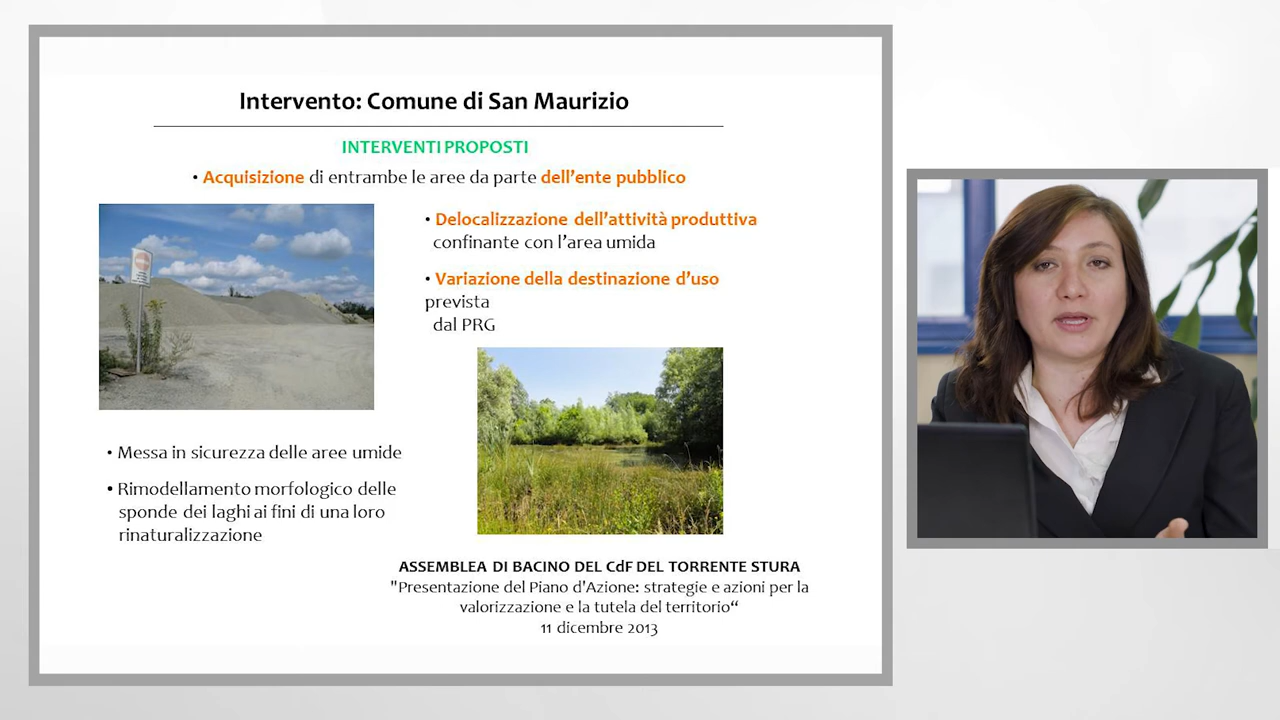 Intervento: Comune di San Maurizio
INTERVENTI PROPOSTI
• Acquisizione di entrambe le aree da parte dell'ente pubblico
• Delocalizzazione dell'attività produttiva
confinante con l'area umida
• Variazione della destinazione d'uso
prevista
dal PRG
• Messa in sicurezza delle aree umide
• Rimodellamento morfologico delle
sponde dei laghi ai fini di una loro
rinaturalizzazione
ASSEMBLEA DI BACINO DEL CdF DEL TORRENTE STURA
"Presentazione del Piano d'Azione: strategie e azioni per la
valorizzazione e la tutela del territorio“
11 dicembre 2013